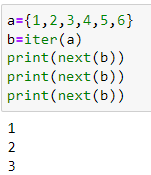 a={1,2,3,4,5,6}
b=iter(a)
print(next(b))
print(next(b))
print(next(b))
1
2
3